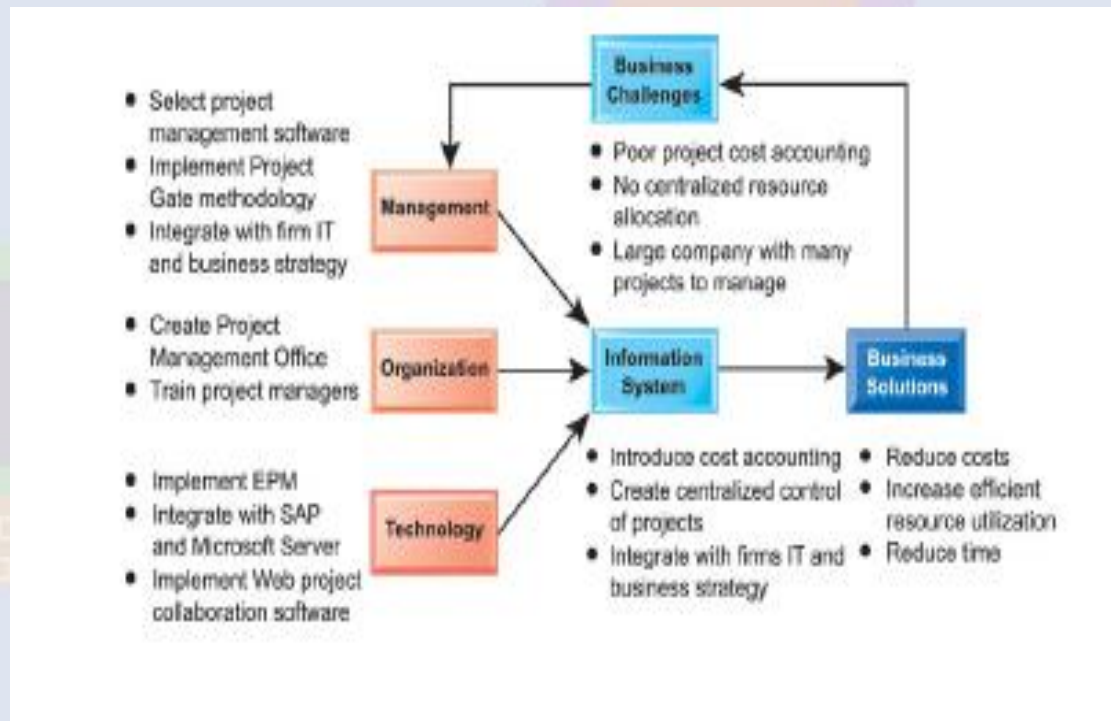 Business
Challenges
• Select project
management software
• Implement Project
Gate methodology
• Integrate with firm IT
and business strategy
Management
• Poor project cost accounting
• No centralized resource
allocation
• Large company with many
projects to manage
• Create Project
Management Office
• Train project managers
Organization
Information
System
Business
Solutions
• Implement EPM
• Integrate with SAP
and Microsoft Server
• Implement Web project
collaboration software
Technology
• Introduce cost accounting
• Create centralized control
of projects
• Integrate with firms IT and
business strategy
• Reduce costs
• Increase efficient
resource utilization
• Reduce time